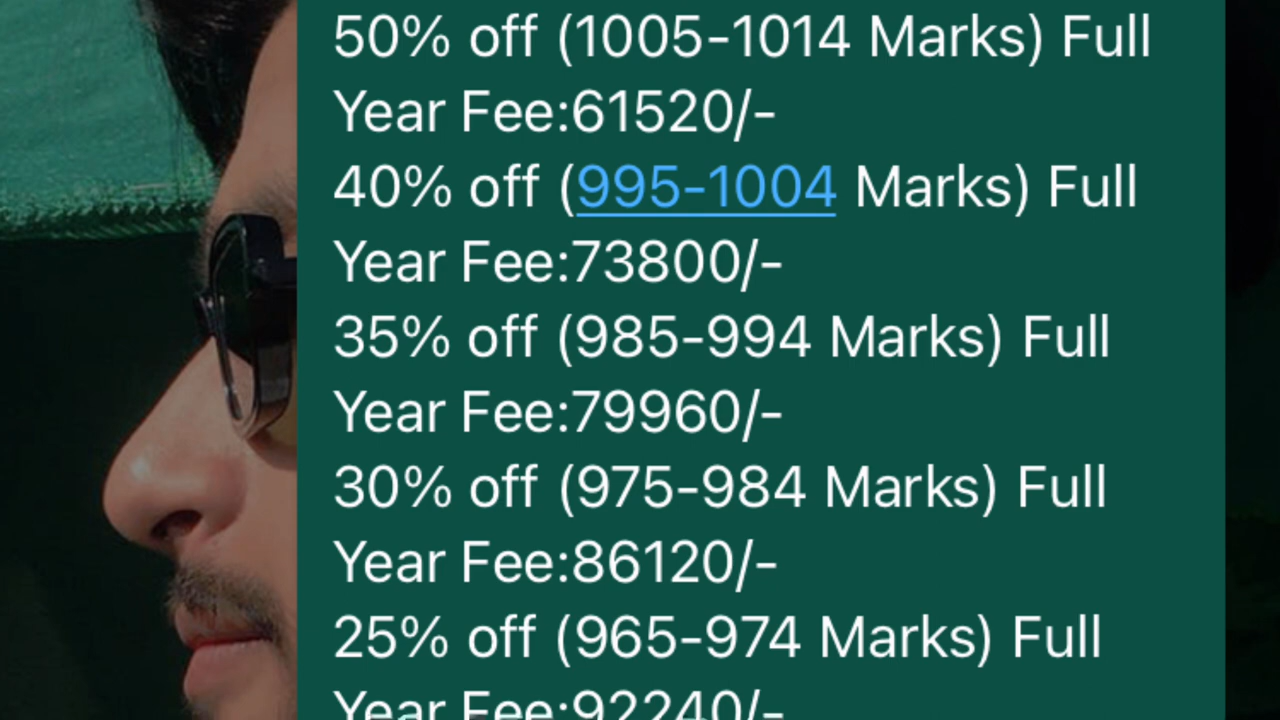 50% off (1005-1014 Marks) Full
Year Fee:61520/-
40% off (995-1004 Marks) Full
Year Fee:73800/-
35% off (985-994 Marks) Full
Year Fee:79960/-
30% off (975-984 Marks) Full
Year Fee:86120/-
25% off (965-974 Marks) Full
Year Fee:92240/-